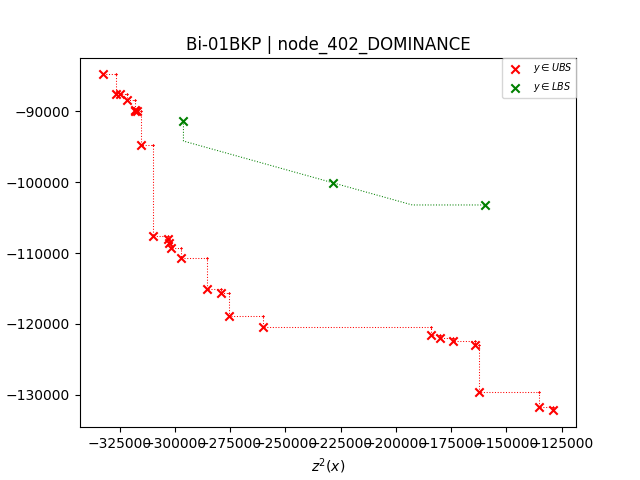 Bi-01BKP | node_402_DOMINANCE
y ∈ UBS
y ∈ LBS
−90000
−100000
−110000
−120000
−130000
−325000 −300000 −275000 −250000 −225000 −200000 −175000 −150000 −125000
z²(x)